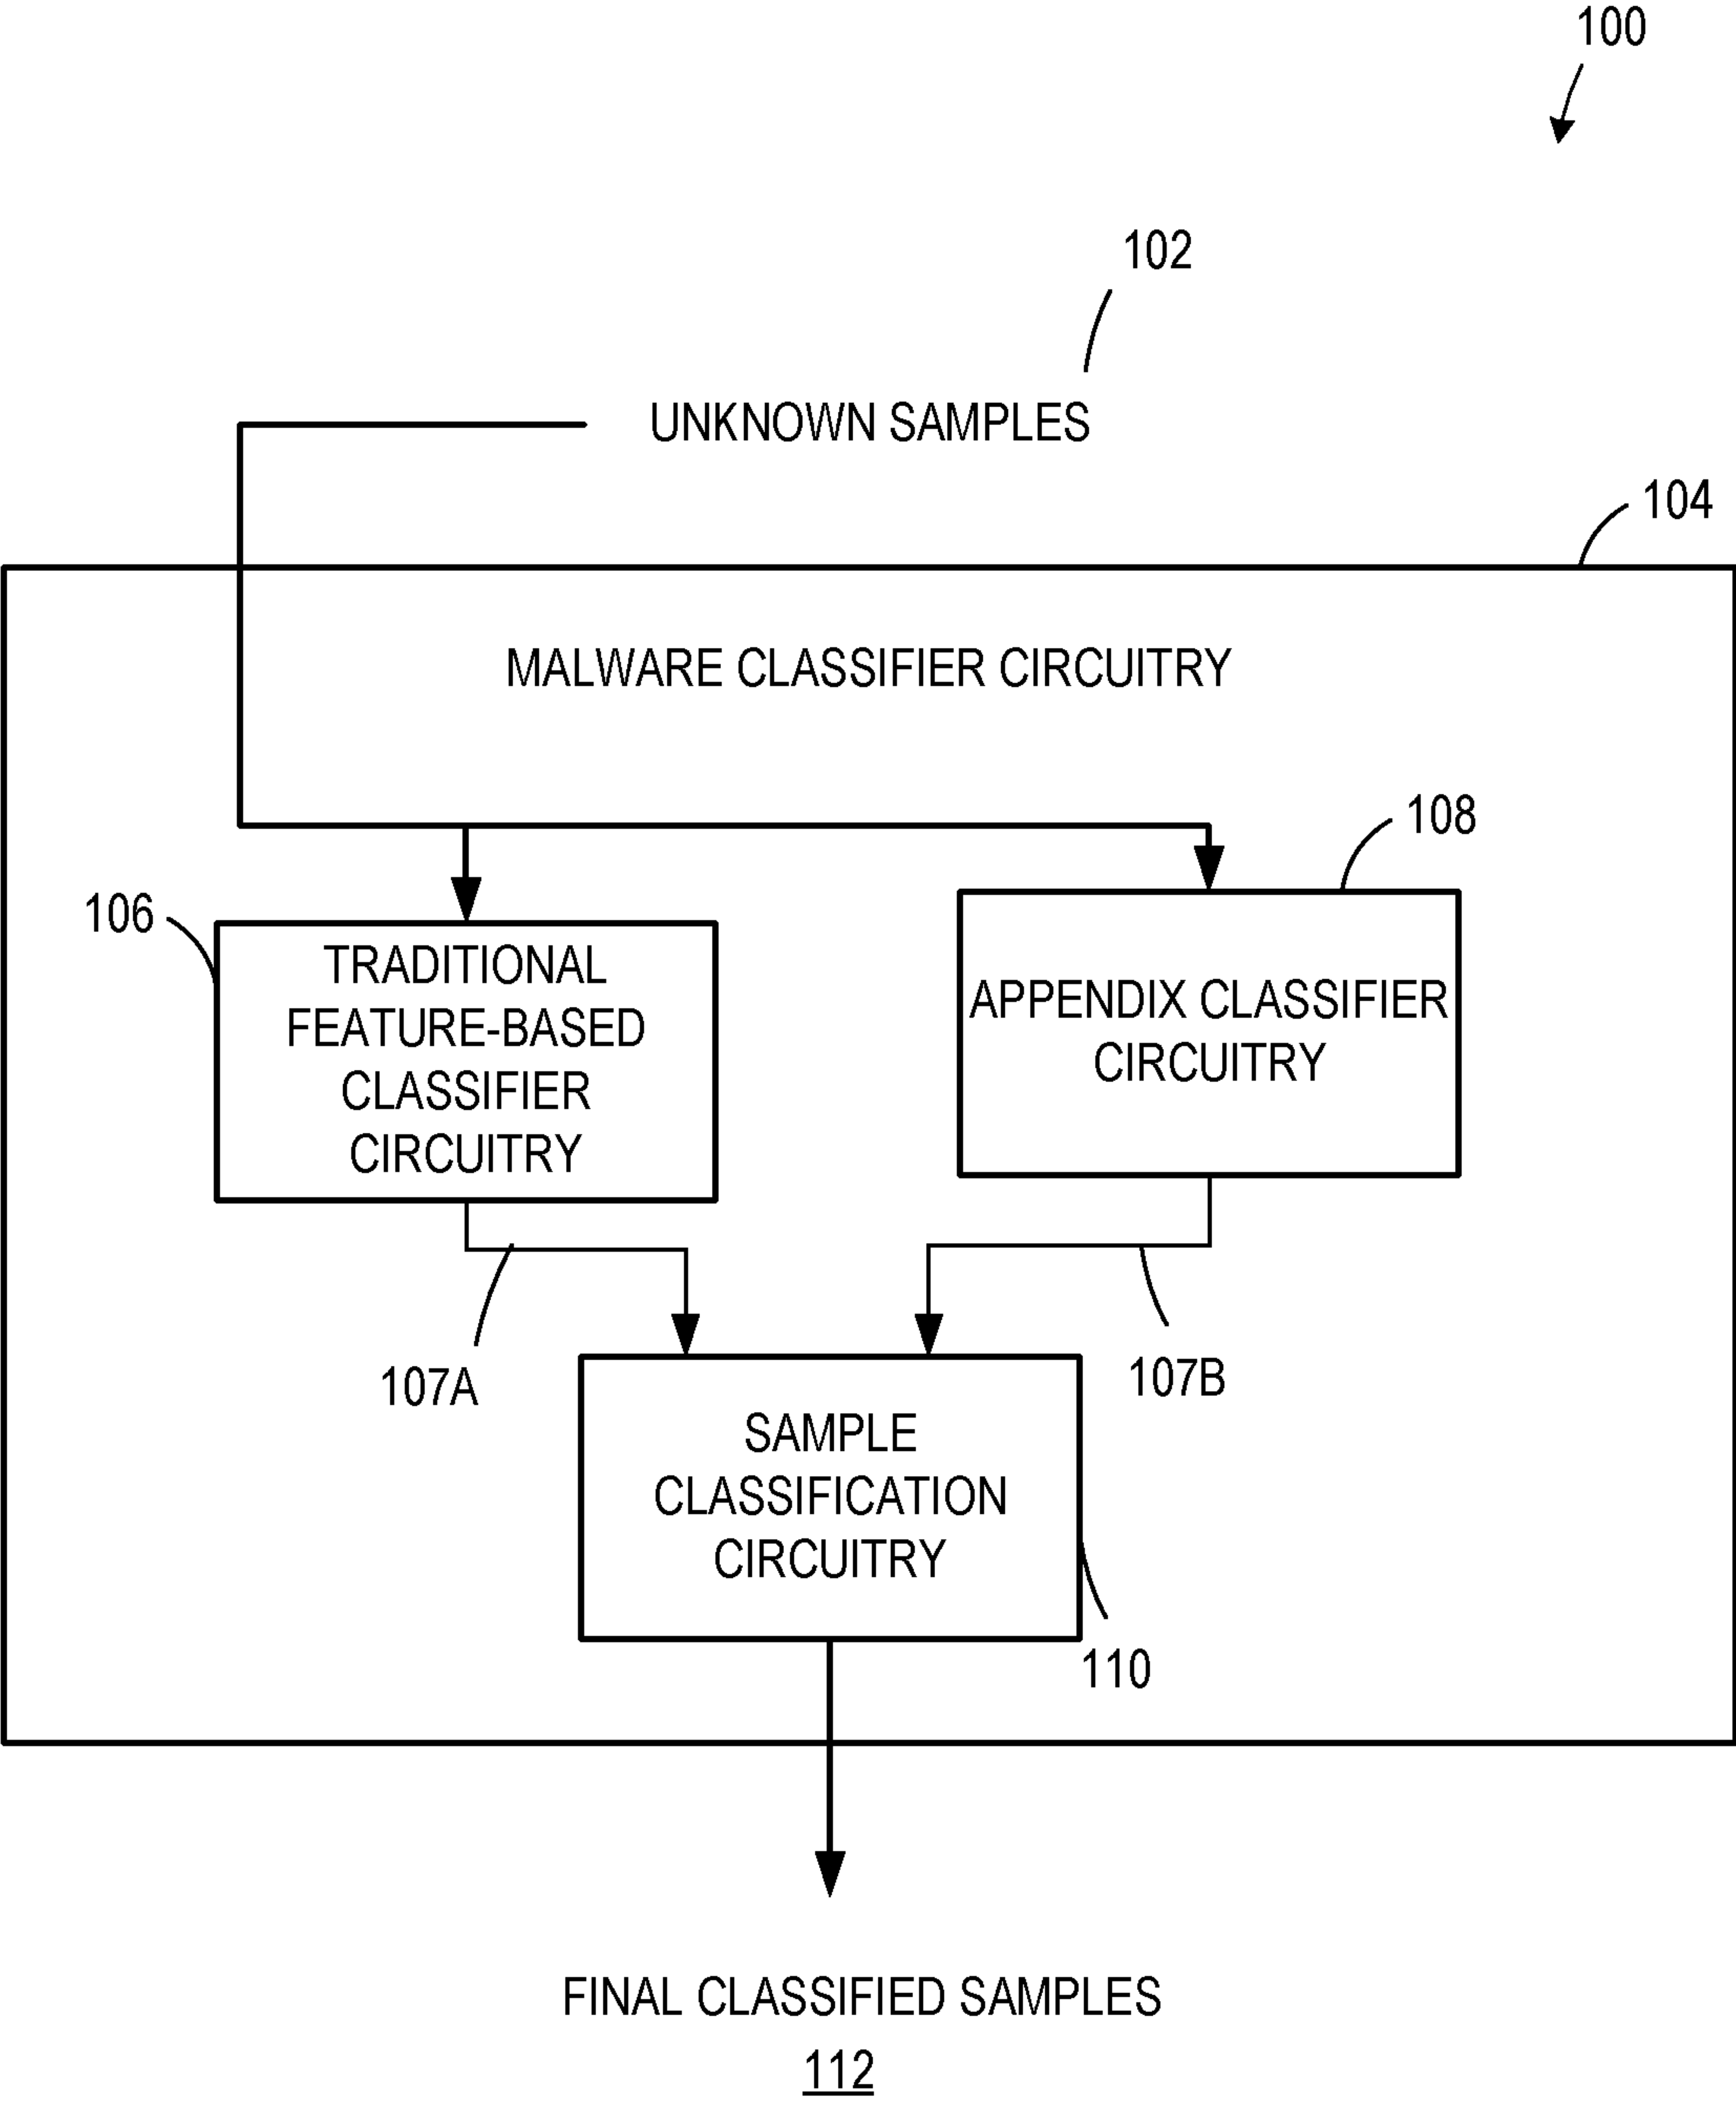 100
102
UNKNOWN SAMPLES
104
MALWARE CLASSIFIER CIRCUITRY
108
106
TRADITIONAL
FEATURE-BASED
CLASSIFIER
CIRCUITRY
APPENDIX CLASSIFIER
CIRCUITRY
107A
107B
SAMPLE
CLASSIFICATION
CIRCUITRY
110
FINAL CLASSIFIED SAMPLES
112